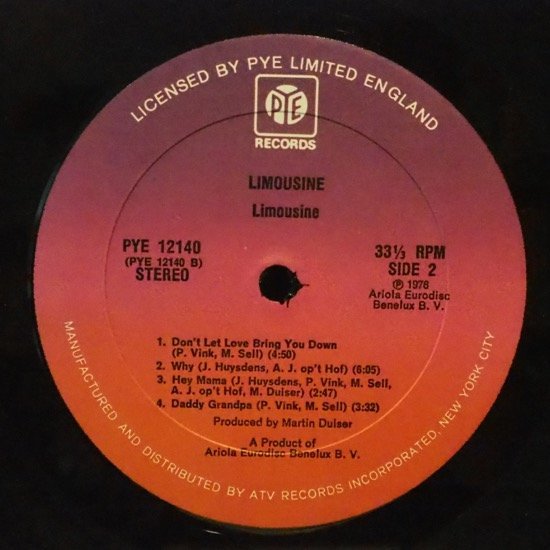 LICENSED BY PYE LIMITED ENGLAND
PYE
RECORDS
LIMOUSINE
Limousine
PYE 12140
(PYE 12140 B)
STEREO
33⅓ RPM
SIDE 2
℗ 1976
Ariola Eurodisc
Benelux B. V.
1. Don't Let Love Bring You Down
(P. Vink, M. Sell) (4:50)
2. Why (J. Huysdens, A. J. op't Hof) (6:05)
3. Hey Mama (J. Huysdens, P. Vink, M. Sell,
A. J. op't Hof, M. Duiser) (2:47)
4. Daddy Grandpa (P. Vink, M. Sell) (3:32)
Produced by Martin Duiser
A Product of
Ariola Eurodisc Benelux B. V.
MANUFACTURED AND DISTRIBUTED BY ATV RECORDS INCORPORATED, NEW YORK CITY